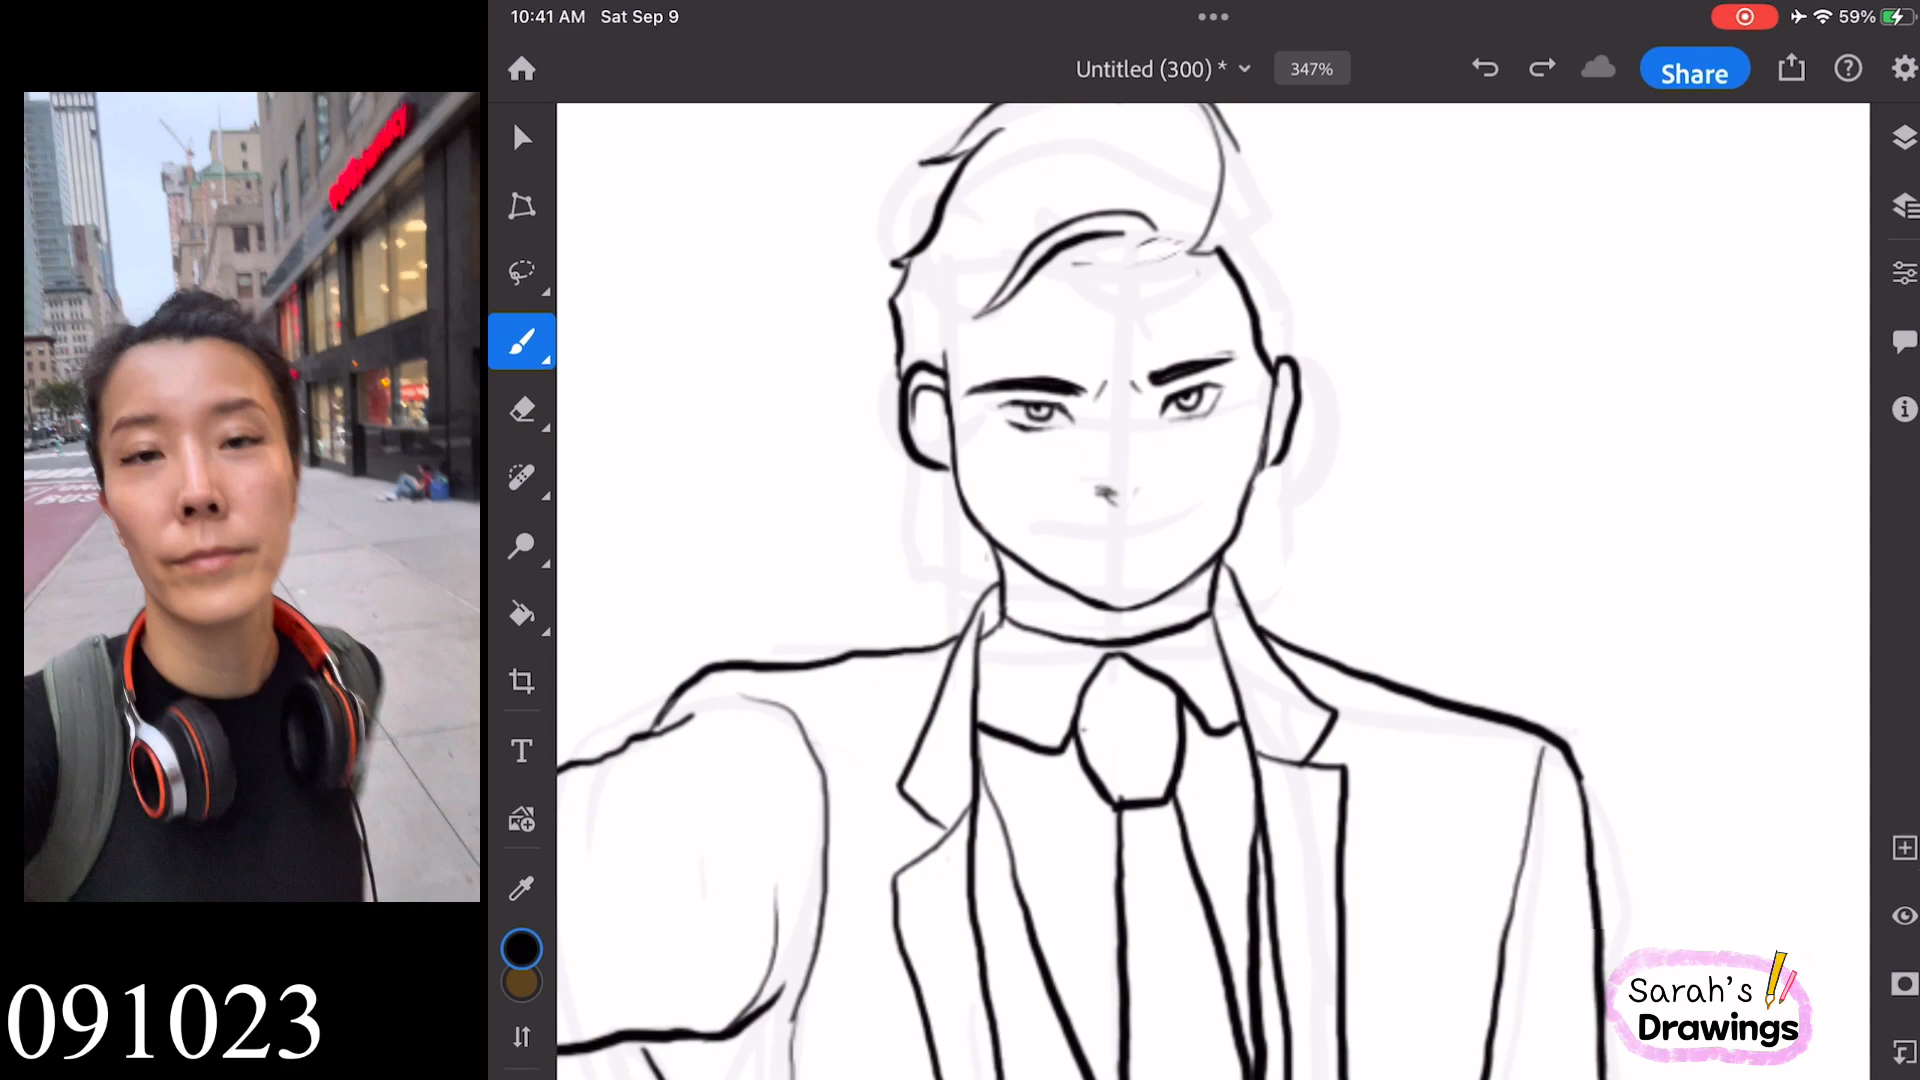 10:41 AM Sat Sep 9
59%
Untitled (300) *
347%
Share
T
091023
Sarah's
Drawings